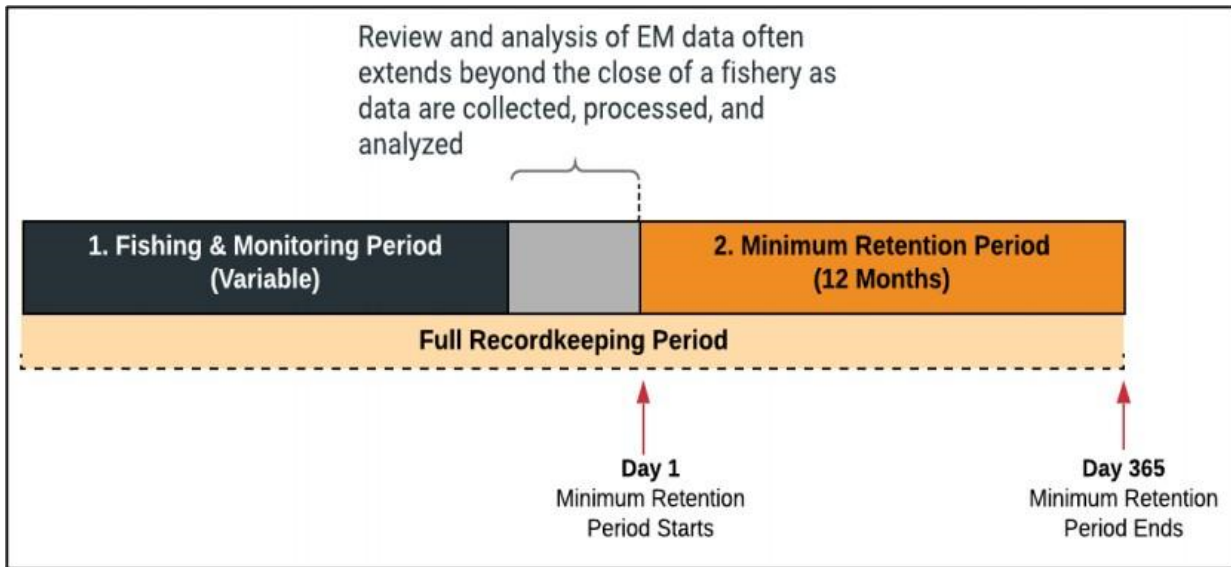 Review and analysis of EM data often
extends beyond the close of a fishery as
data are collected, processed, and
analyzed
1. Fishing & Monitoring Period
(Variable)
2. Minimum Retention Period
(12 Months)
Full Recordkeeping Period
Day 1
Minimum Retention
Period Starts
Day 365
Minimum Retention
Period Ends